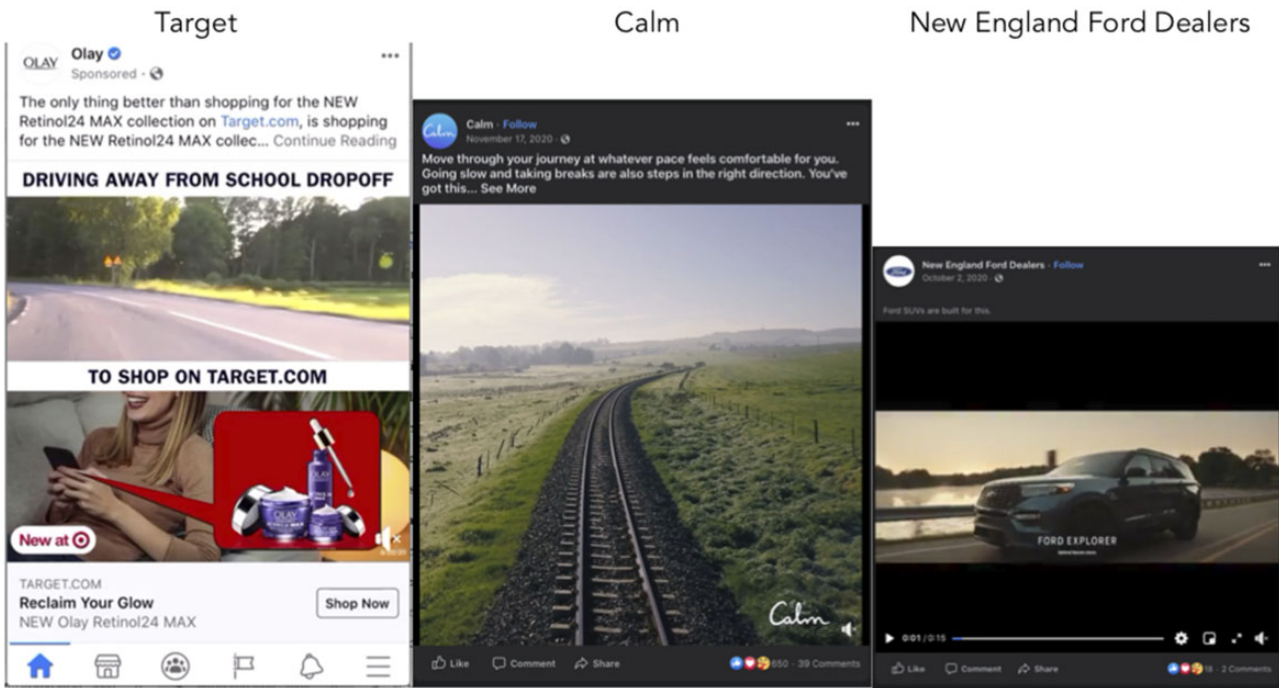 Target
Calm
New England Ford Dealers
OLAY
Olay
Sponsored ·
The only thing better than shopping for the NEW
Retinol24 MAX collection on Target.com, is shopping
for the NEW Retinol24 MAX collec... Continue Reading
DRIVING AWAY FROM SCHOOL DROPOFF
TO SHOP ON TARGET.COM
OLAY
OLAY
New at
TARGET.COM
Reclaim Your Glow
NEW Olay Retinol24 MAX
Shop Now
Calm
Calm · Follow
November 17, 2020 ·
Move through your journey at whatever pace feels comfortable for you.
Going slow and taking breaks are also steps in the right direction. You've
got this... See More
Calm
Like Comment Share
650 · 39 Comments
Ford
New England Ford Dealers · Follow
October 2, 2020 ·
Ford SUVs are built for this.
FORD EXPLORER
0:01 / 0:15
Like Comment Share
18 · 2 Comments